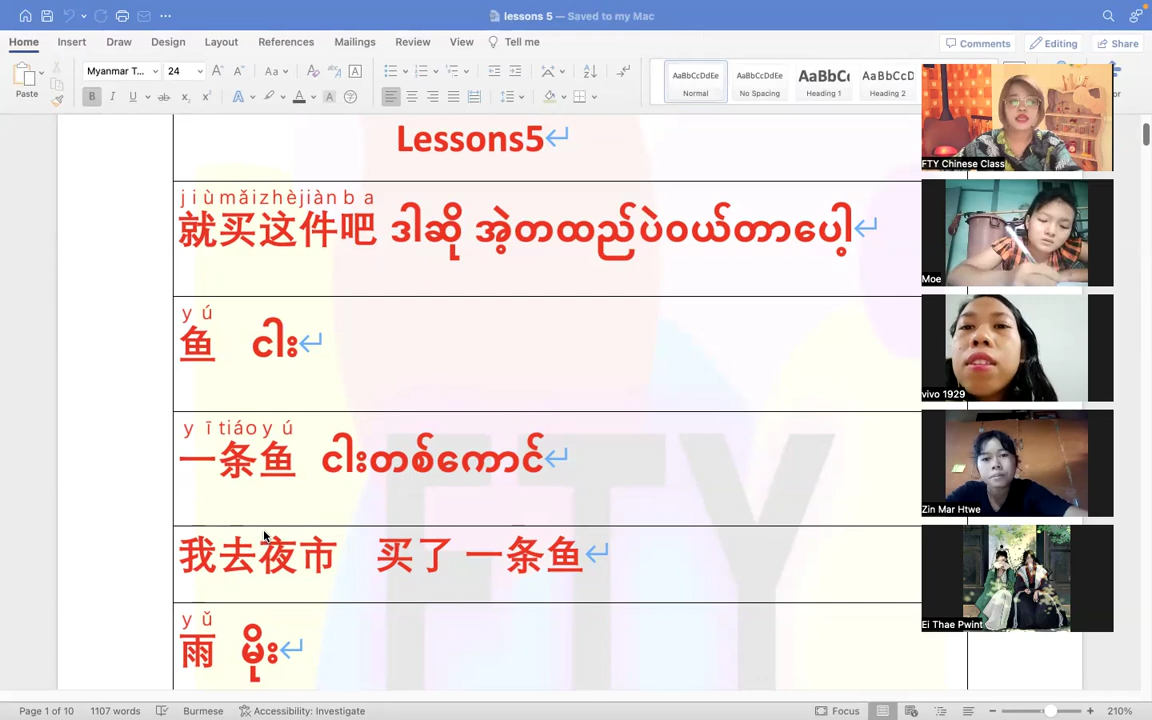 lessons 5 — Saved to my Mac
Home Insert Draw Design Layout References Mailings Review View Tell me Comments Editing Share
Paste Myanmar T... 24 AaBbCcDdEe Normal AaBbCcDdEe No Spacing AaBbC Heading 1 AaBbCcD Heading 2
Lessons5
jiùmǎizhèjiànba
就买这件吧 ဒါဆို အဲ့တထည်ပဲဝယ်တာပေါ့
yú
鱼 ငါး
yītiáoyú
一条鱼 ငါးတစ်ကောင်
我去夜市 买了 一条鱼
yǔ
雨 မိုး
FTY
FTY Chinese Class
Moe
vivo 1929
Zin Mar Htwe
Ei Thae Pwint
Page 1 of 10 1107 words Burmese Accessibility: Investigate Focus 210%